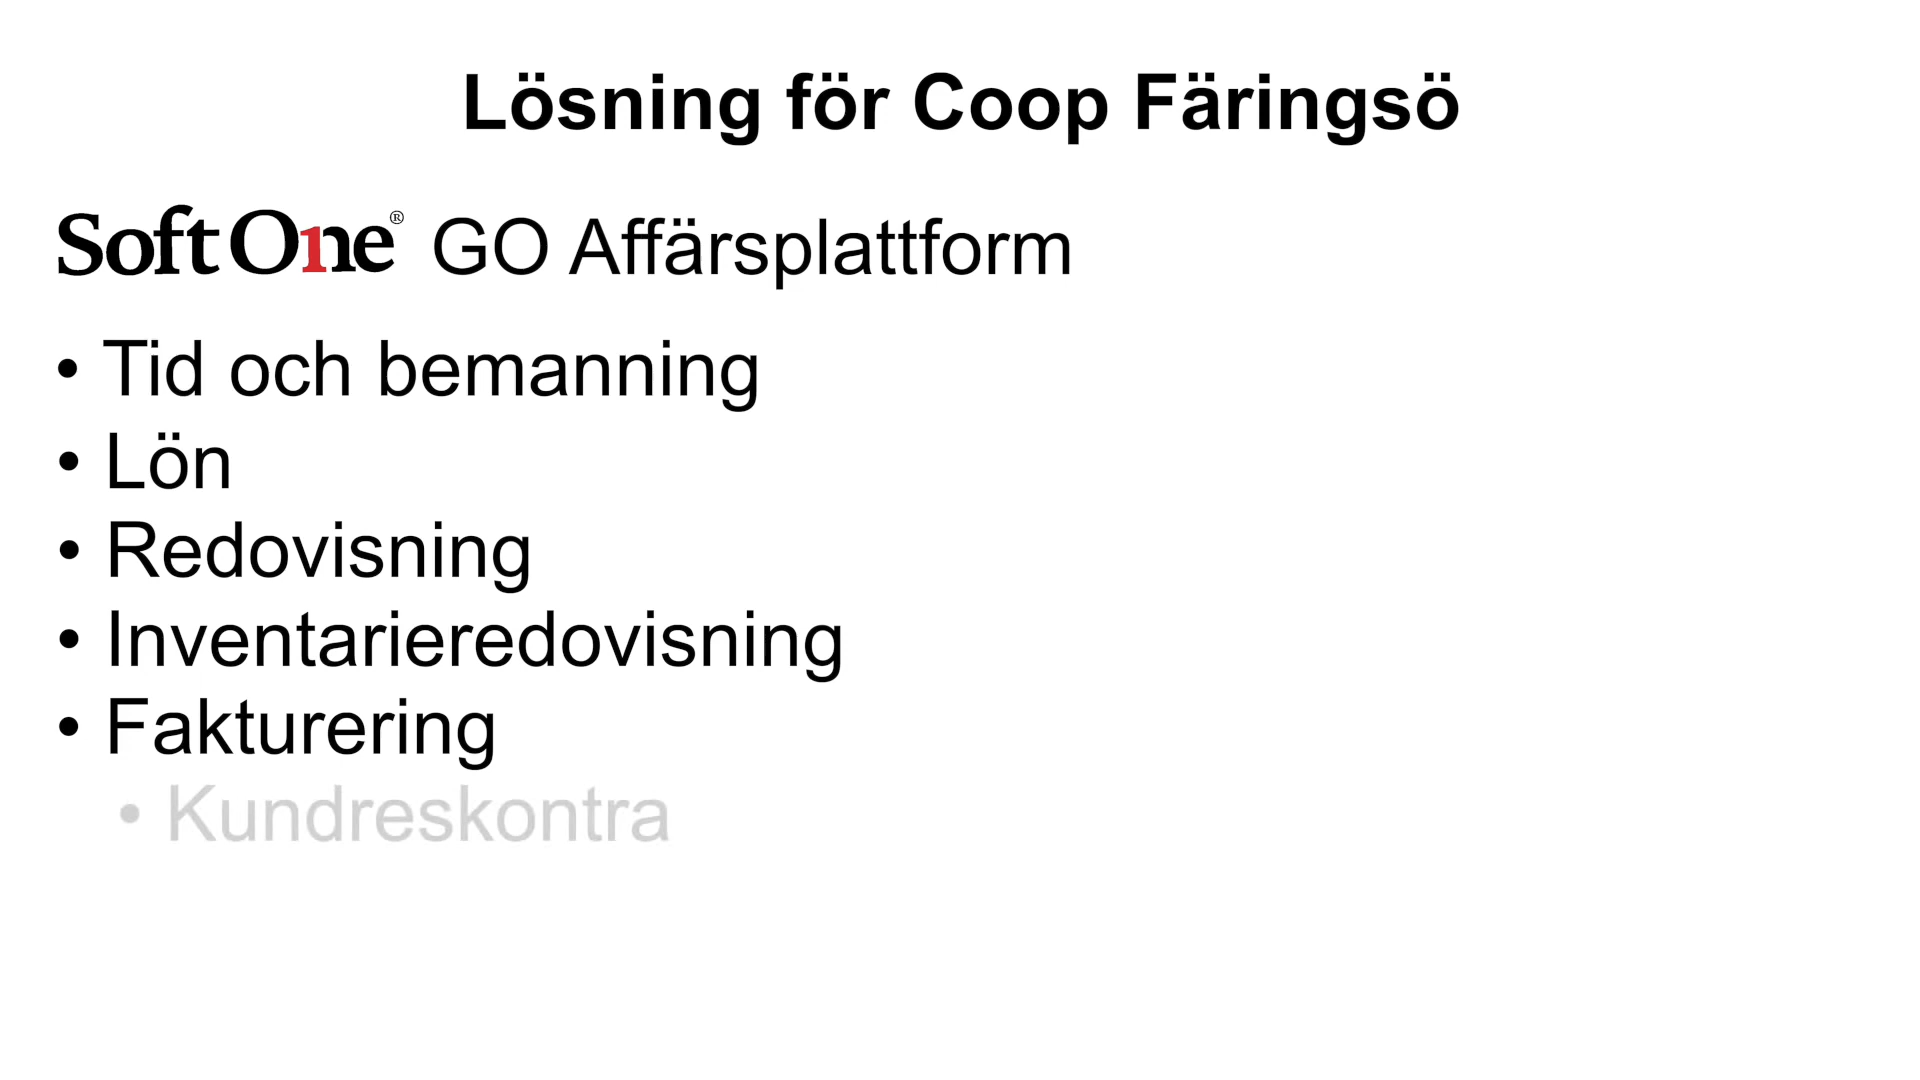 Lösning för Coop Färingsö
SoftOne® GO Affärsplattform
• Tid och bemanning
• Lön
• Redovisning
• Inventarieredovisning
• Fakturering
• Kundreskontra